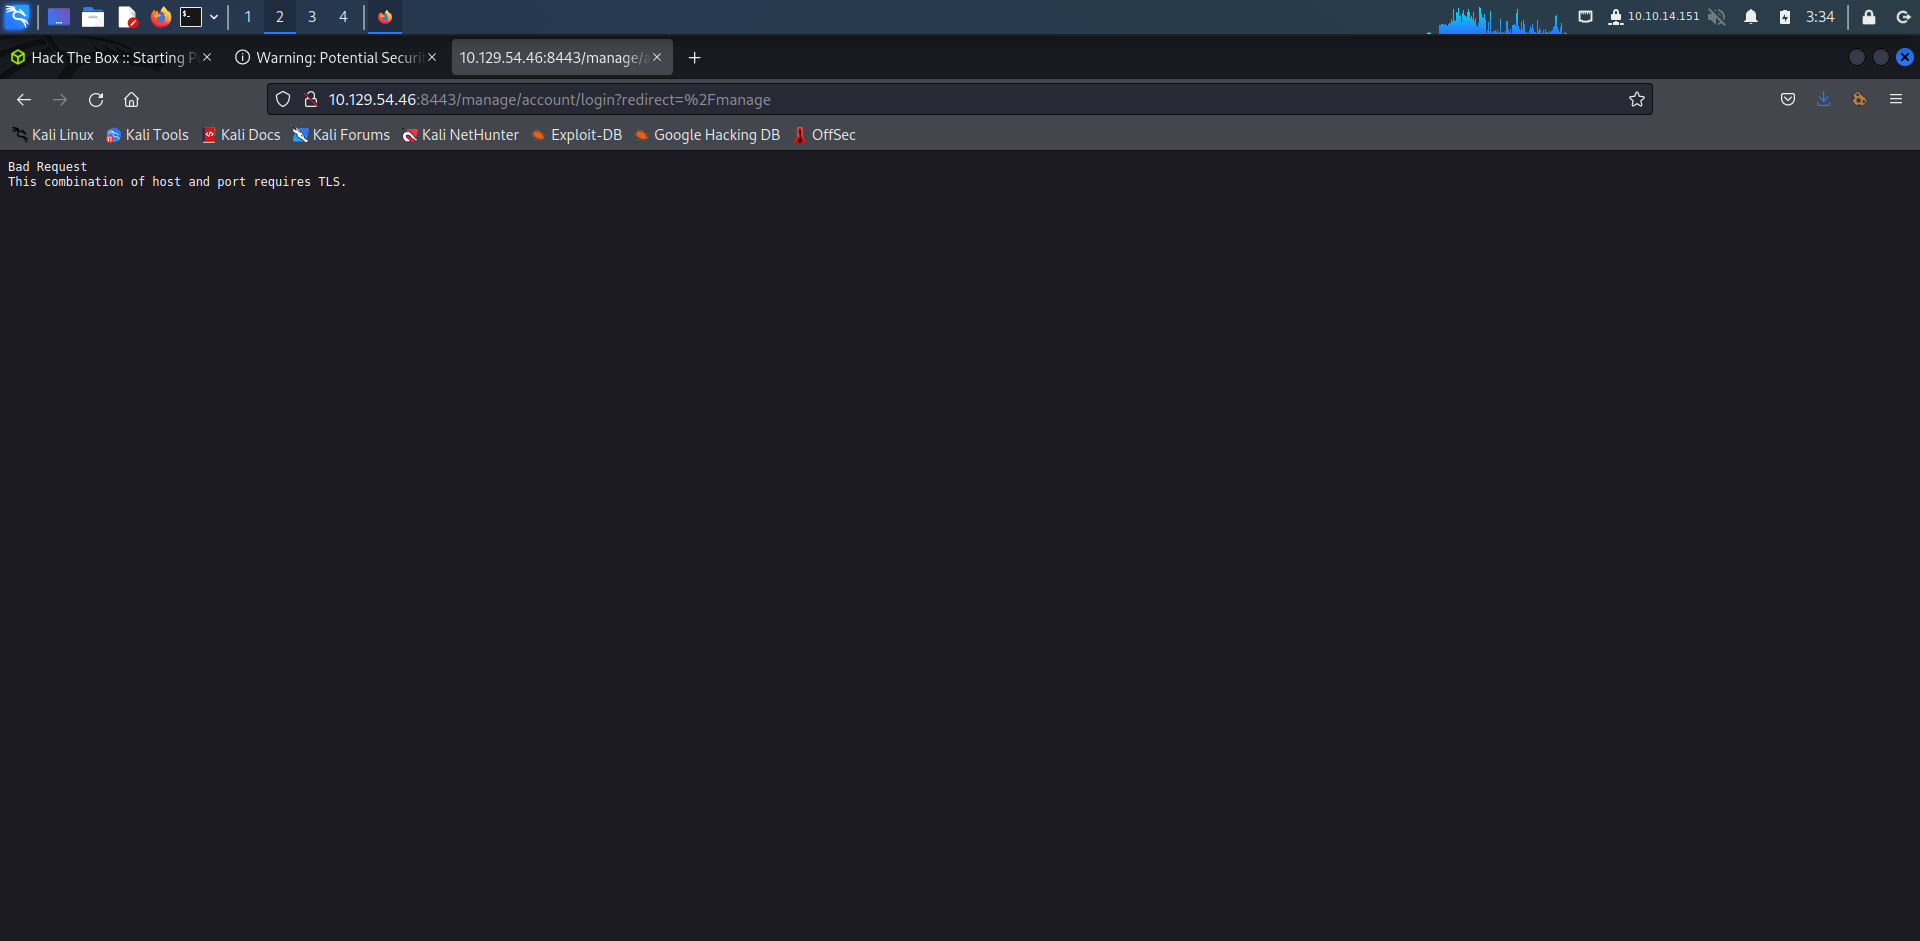 1 2 3 4 10.10.14.151 3:34
Hack The Box :: Starting P Warning: Potential Securi 10.129.54.46:8443/manage/a
10.129.54.46:8443/manage/account/login?redirect=%2Fmanage
Kali Linux Kali Tools Kali Docs Kali Forums Kali NetHunter Exploit-DB Google Hacking DB OffSec
Bad Request
This combination of host and port requires TLS.